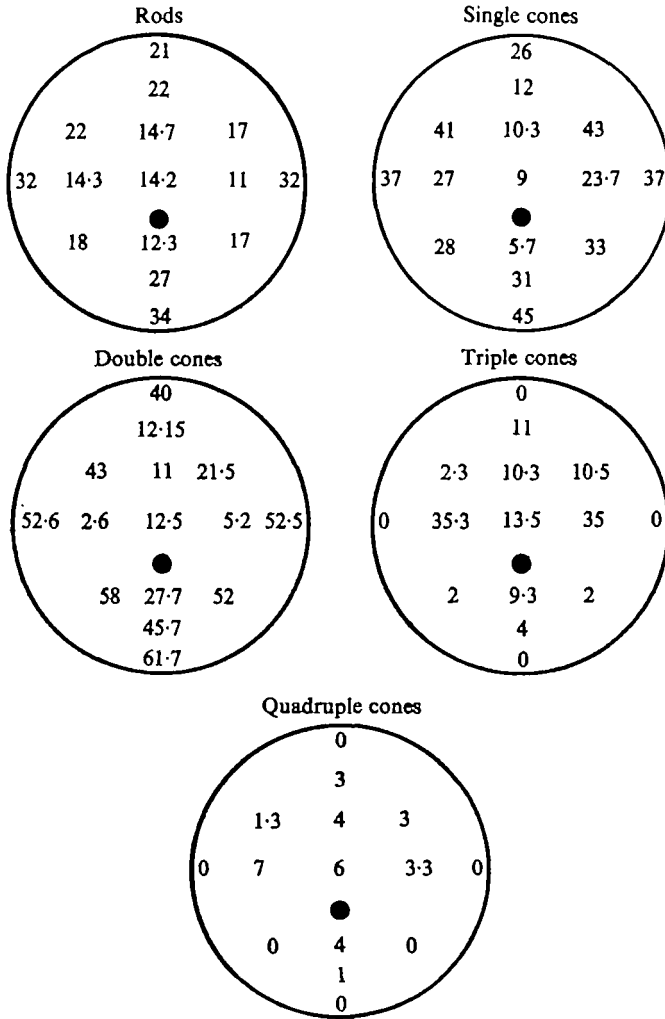 Rods
21
22
22 14·7 17
32 14·3 14·2 11 32
18 12·3 17
27
34
Single cones
26
12
41 10·3 43
37 27 9 23·7 37
28 5·7 33
31
45
Double cones
40
12·15
43 11 21·5
52·6 2·6 12·5 5·2 52·5
58 27·7 52
45·7
61·7
Triple cones
0
11
2·3 10·3 10·5
0 35·3 13·5 35 0
2 9·3 2
4
0
Quadruple cones
0
3
1·3 4 3
0 7 6 3·3 0
0 4 0
1
0